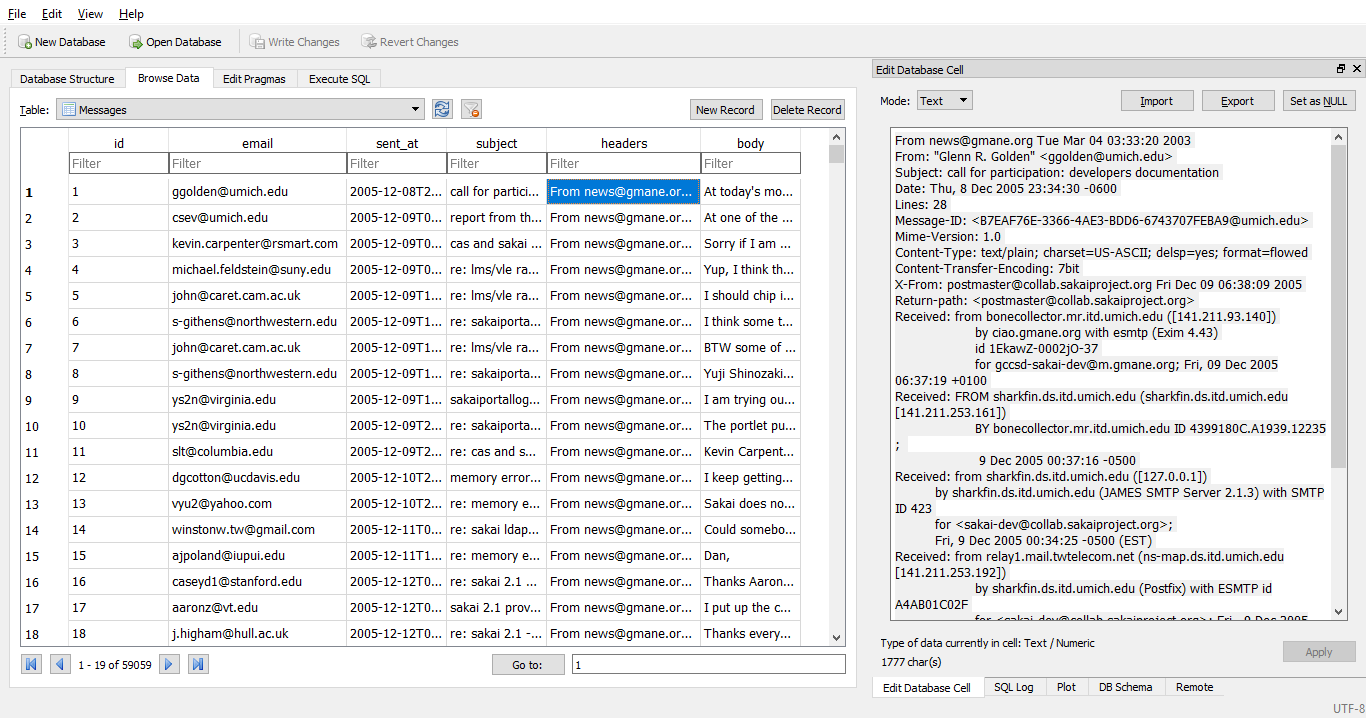 File Edit View Help
New Database Open Database Write Changes Revert Changes
Database Structure Browse Data Edit Pragmas Execute SQL
Table: Messages New Record Delete Record
id email sent_at subject headers body
Filter Filter Filter Filter Filter Filter
1 1 ggolden@umich.edu 2005-12-08T2... call for partici... From news@gmane.or... At today's mo...
2 2 csev@umich.edu 2005-12-09T0... report from th... From news@gmane.or... At one of the ...
3 3 kevin.carpenter@rsmart.com 2005-12-09T0... cas and sakai ... From news@gmane.or... Sorry if I am ...
4 4 michael.feldstein@suny.edu 2005-12-09T0... re: lms/vle ra... From news@gmane.or... Yup, I think th...
5 5 john@caret.cam.ac.uk 2005-12-09T1... re: lms/vle ra... From news@gmane.or... I should chip i...
6 6 s-githens@northwestern.edu 2005-12-09T1... re: sakaiporta... From news@gmane.or... I think some t...
7 7 john@caret.cam.ac.uk 2005-12-09T1... re: lms/vle ra... From news@gmane.or... BTW some of ...
8 8 s-githens@northwestern.edu 2005-12-09T1... re: sakaiporta... From news@gmane.or... Yuji Shinozaki...
9 9 ys2n@virginia.edu 2005-12-09T1... sakaiportallog... From news@gmane.or... I am trying ou...
10 10 ys2n@virginia.edu 2005-12-09T1... re: sakaiporta... From news@gmane.or... The portlet pu...
11 11 slt@columbia.edu 2005-12-09T2... re: cas and s... From news@gmane.or... Kevin Carpent...
12 12 dgcotton@ucdavis.edu 2005-12-10T2... memory error... From news@gmane.or... I keep getting...
13 13 vyu2@yahoo.com 2005-12-10T2... re: memory e... From news@gmane.or... Sakai does no...
14 14 winstonw.tw@gmail.com 2005-12-11T0... re: sakai ldap... From news@gmane.or... Could somebo...
15 15 ajpoland@iupui.edu 2005-12-11T1... re: memory e... From news@gmane.or... Dan,
16 16 caseyd1@stanford.edu 2005-12-12T0... re: sakai 2.1 ... From news@gmane.or... Thanks Aaron...
17 17 aaronz@vt.edu 2005-12-12T0... sakai 2.1 prov... From news@gmane.or... I put up the c...
18 18 j.higham@hull.ac.uk 2005-12-12T0... re: sakai 2.1 -... From news@gmane.or... Thanks every...
1 - 19 of 59059 Go to: 1
Edit Database Cell
Mode: Text Import Export Set as NULL
From news@gmane.org Tue Mar 04 03:33:20 2003
From: "Glenn R. Golden" <ggolden@umich.edu>
Subject: call for participation: developers documentation
Date: Thu, 8 Dec 2005 23:34:30 -0600
Lines: 28
Message-ID: <B7EAF76E-3366-4AE3-BDD6-6743707FEBA9@umich.edu>
Mime-Version: 1.0
Content-Type: text/plain; charset=US-ASCII; delsp=yes; format=flowed
Content-Transfer-Encoding: 7bit
X-From: postmaster@collab.sakaiproject.org Fri Dec 09 06:38:09 2005
Return-path: <postmaster@collab.sakaiproject.org>
Received: from bonecollector.mr.itd.umich.edu ([141.211.93.140])
by ciao.gmane.org with esmtp (Exim 4.43)
id 1EkawZ-0002jO-37
for gccsd-sakai-dev@m.gmane.org; Fri, 09 Dec 2005
06:37:19 +0100
Received: FROM sharkfin.ds.itd.umich.edu (sharkfin.ds.itd.umich.edu
[141.211.253.161])
BY bonecollector.mr.itd.umich.edu ID 4399180C.A1939.12235
;
9 Dec 2005 00:37:16 -0500
Received: from sharkfin.ds.itd.umich.edu ([127.0.0.1])
by sharkfin.ds.itd.umich.edu (JAMES SMTP Server 2.1.3) with SMTP
ID 423
for <sakai-dev@collab.sakaiproject.org>;
Fri, 9 Dec 2005 00:34:25 -0500 (EST)
Received: from relay1.mail.twtelecom.net (ns-map.ds.itd.umich.edu
[141.211.253.192])
by sharkfin.ds.itd.umich.edu (Postfix) with ESMTP id
A4AB01C02F
for <sakai-dev@collab.sakaiproject.org>; Fri, 9 Dec 2005
Type of data currently in cell: Text / Numeric
1777 char(s)
Apply
Edit Database Cell SQL Log Plot DB Schema Remote
UTF-8